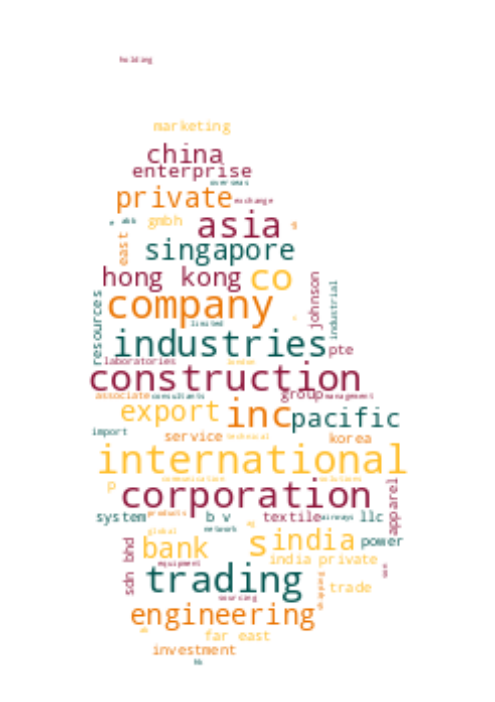 holding
marketing
china
enterprise
overseas
private exchange
abb gmbh asia
east singapore
hong kong co
company
johnson
industrial
resources
limited
industries pte
laboratories
construction
associate consultants group management
export inc pacific
import service technical korea
international
communication solutions
p
corporation
apparel
products
system b v textile airways llc
network
global
s india power
bank
india private
equipment
sdn bhd
trading trade
sourcing
engineering
far east
investment
hk